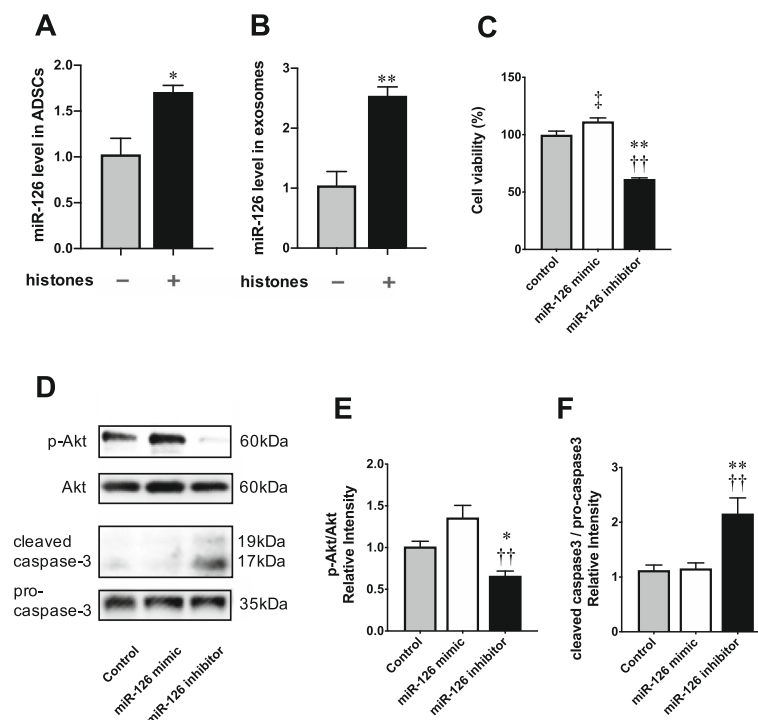 A
miR-126 level in ADSCs
2.0
1.5
1.0
0.5
0.0
*
histones − +
B
miR-126 level in exosomes
3
2
1
0
**
histones − +
C
Cell viability (%)
150
100
50
0
‡
**
††
control
miR-126 mimic
miR-126 inhibitor
D
p-Akt 60kDa
Akt 60kDa
cleaved 19kDa
caspase-3 17kDa
pro-
caspase-3 35kDa
Control
miR-126 mimic
miR-126 inhibitor
E
p-Akt/Akt
Relative Intensity
2.0
1.5
1.0
0.5
0.0
*
††
Control
miR-126 mimic
miR-126 inhibitor
F
cleaved caspase3 / pro-caspase3
Relative Intensity
3
2
1
0
**
††
Control
miR-126 mimic
miR-126 inhibitor